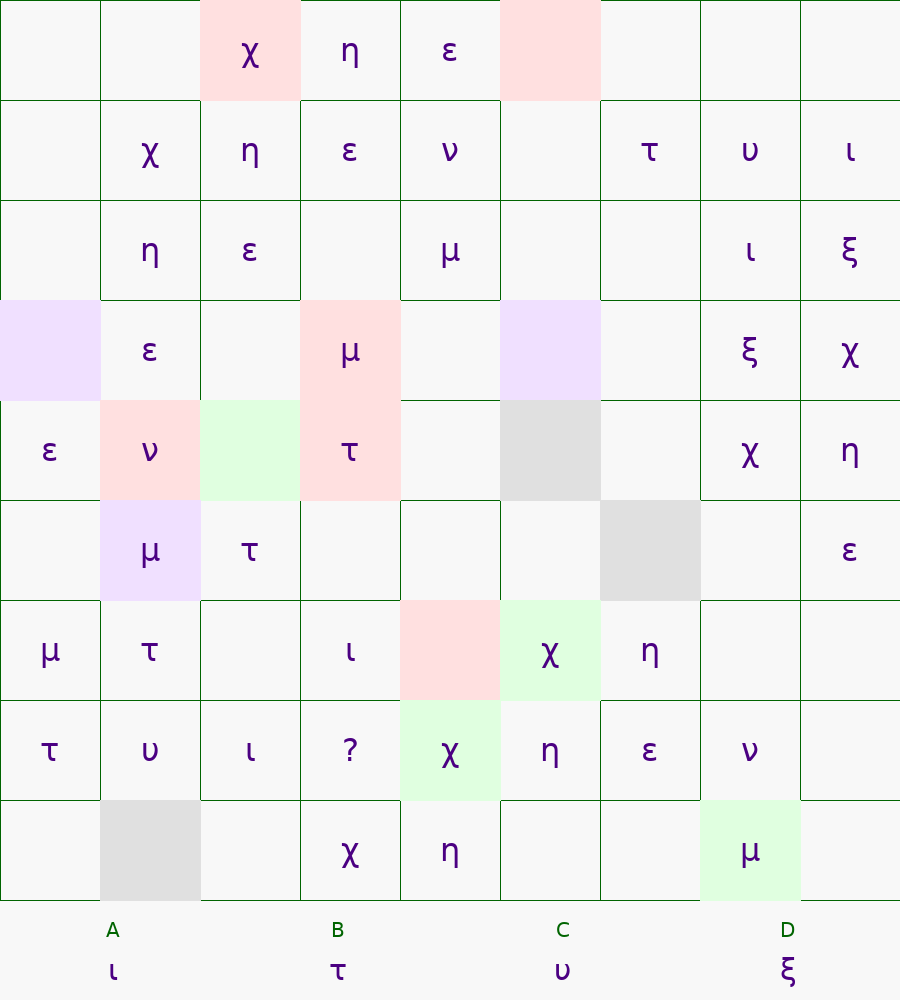 χ η ε
χ η ε ν τ υ ι
η ε μ ι ξ
ε μ ξ χ
ε ν τ χ η
μ τ ε
μ τ ι χ η
τ υ ι ? χ η ε ν
χ η μ
A B C D
ι τ υ ξ